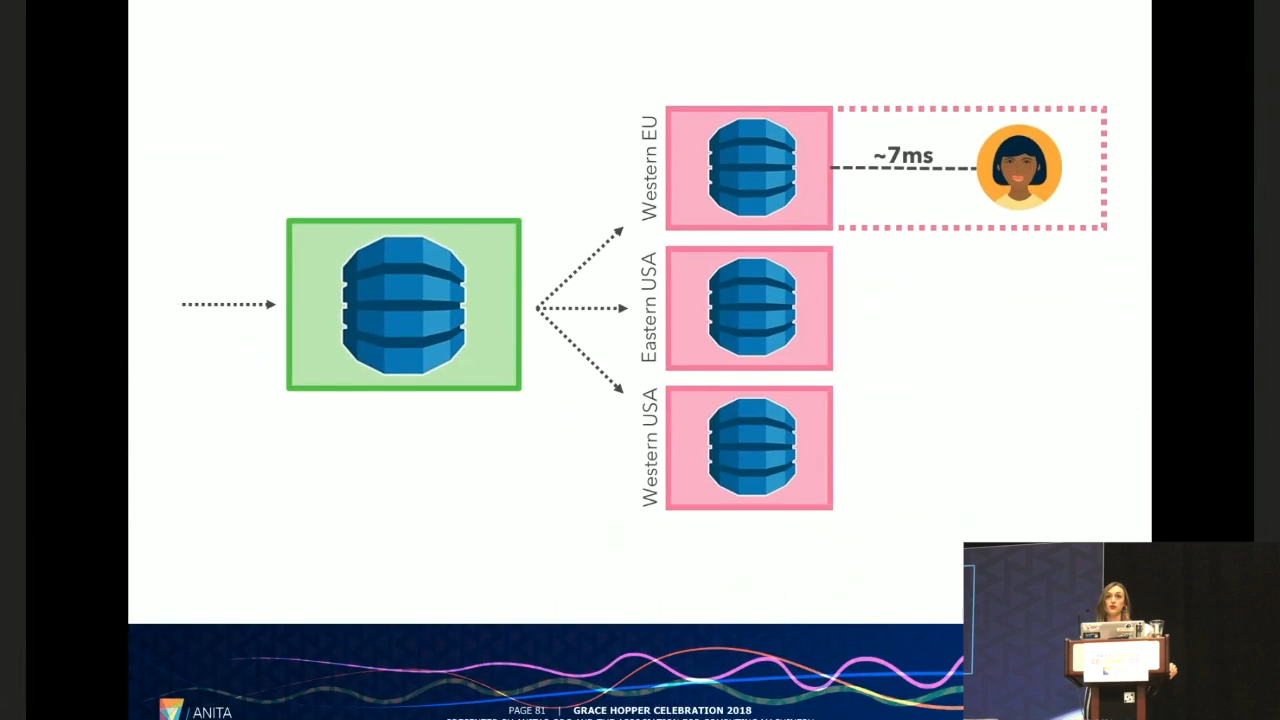 Western EU
~7ms
Eastern USA
Western USA
ANITA
PAGE 81 | GRACE HOPPER CELEBRATION 2018